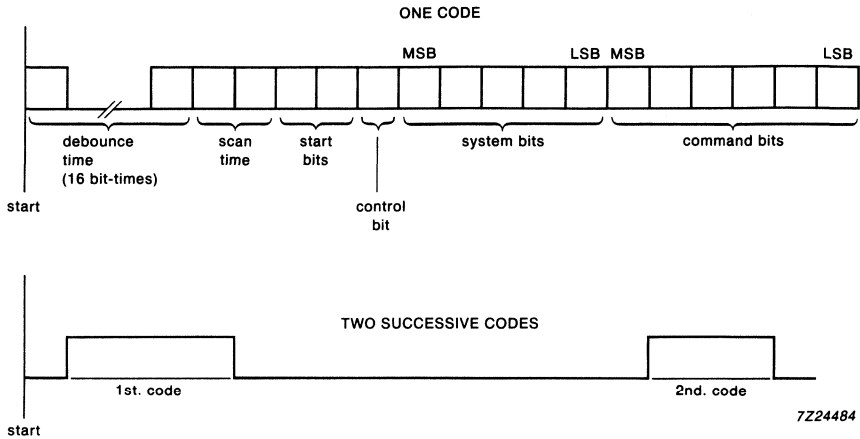 ONE CODE
MSB LSB MSB LSB
debounce
time
(16 bit-times)
scan
time
start
bits
system bits
command bits
start
control
bit
TWO SUCCESSIVE CODES
1st. code
2nd. code
7Z24484
start